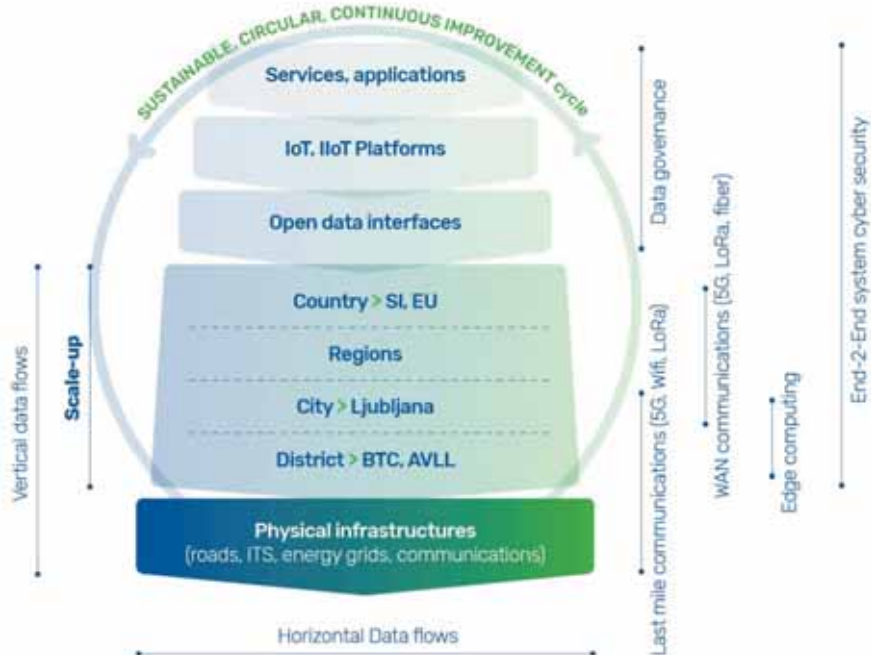 SUSTAINABLE, CIRCULAR, CONTINUOUS IMPROVEMENT cycle
Services, applications
IoT, IIoT Platforms
Open data interfaces
Country > SI, EU
Regions
City > Ljubljana
District > BTC, AVLL
Physical infrastructures
(roads, ITS, energy grids, communications)
Horizontal Data flows
Vertical data flows
Scale-up
Data governance
Last mile communications (5G, Wifi, LoRa)
WAN communications (5G, LoRa, fiber)
Edge computing
End-2-End system cyber security